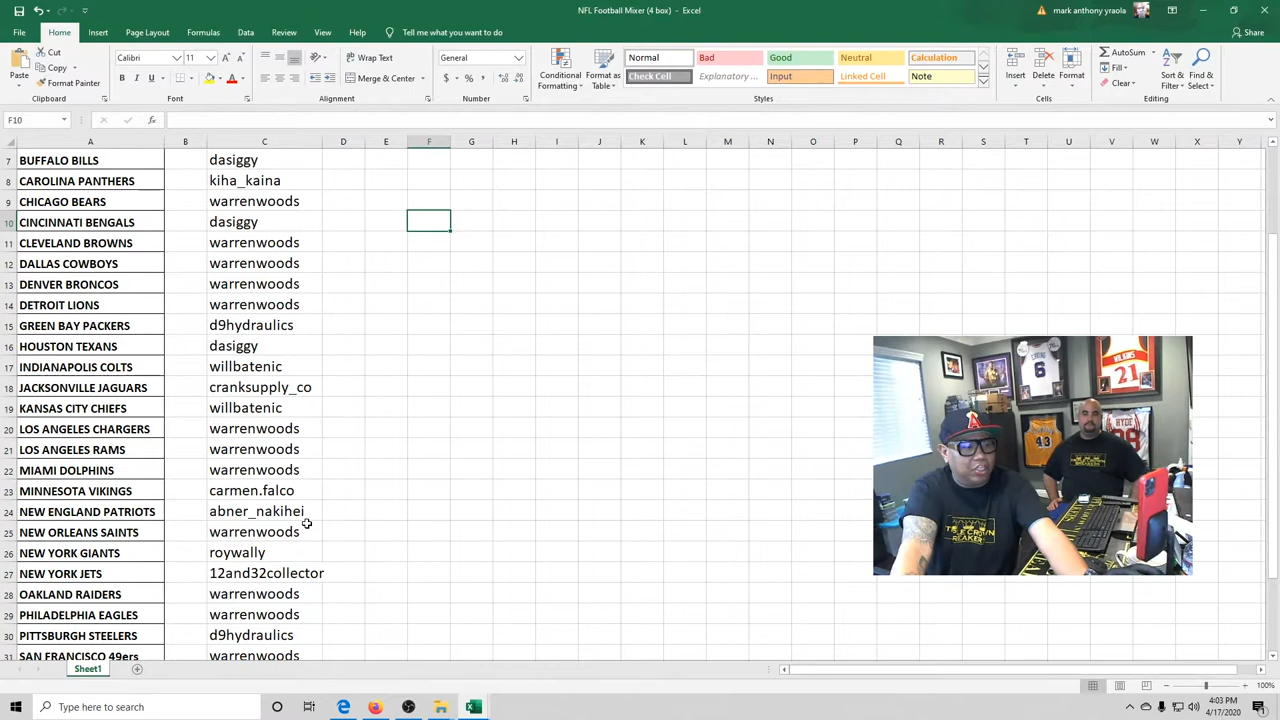 NFL Football Mixer (4 box) - Excel
mark anthony yraola
File Home Insert Page Layout Formulas Data Review View Help Tell me what you want to do
Share
Paste
Cut
Copy
Format Painter
Clipboard
Calibri 11
B I U
Font
Wrap Text
Merge & Center
Alignment
General
$ % ,
Number
Conditional Formatting
Format as Table
Normal Bad Good Neutral Calculation
Check Cell Explanatory ... Input Linked Cell Note
Styles
Insert Delete Format
Cells
AutoSum
Fill
Clear
Sort & Filter
Find & Select
Editing
F10
fx
A B C D E F G H I J K L M N O P Q R S T U V W X Y
7 BUFFALO BILLS dasiggy
8 CAROLINA PANTHERS kiha_kaina
9 CHICAGO BEARS warrenwoods
10 CINCINNATI BENGALS dasiggy
11 CLEVELAND BROWNS warrenwoods
12 DALLAS COWBOYS warrenwoods
13 DENVER BRONCOS warrenwoods
14 DETROIT LIONS warrenwoods
15 GREEN BAY PACKERS d9hydraulics
16 HOUSTON TEXANS dasiggy
17 INDIANAPOLIS COLTS willbatenic
18 JACKSONVILLE JAGUARS cranksupply_co
19 KANSAS CITY CHIEFS willbatenic
20 LOS ANGELES CHARGERS warrenwoods
21 LOS ANGELES RAMS warrenwoods
22 MIAMI DOLPHINS warrenwoods
23 MINNESOTA VIKINGS carmen.falco
24 NEW ENGLAND PATRIOTS abner_nakihei
25 NEW ORLEANS SAINTS warrenwoods
26 NEW YORK GIANTS roywally
27 NEW YORK JETS 12and32collector
28 OAKLAND RAIDERS warrenwoods
29 PHILADELPHIA EAGLES warrenwoods
30 PITTSBURGH STEELERS d9hydraulics
31 SAN FRANCISCO 49ers warrenwoods
WILKINS
21
43
HYDE
Sheet1
100%
Type here to search
4:03 PM
4/17/2020